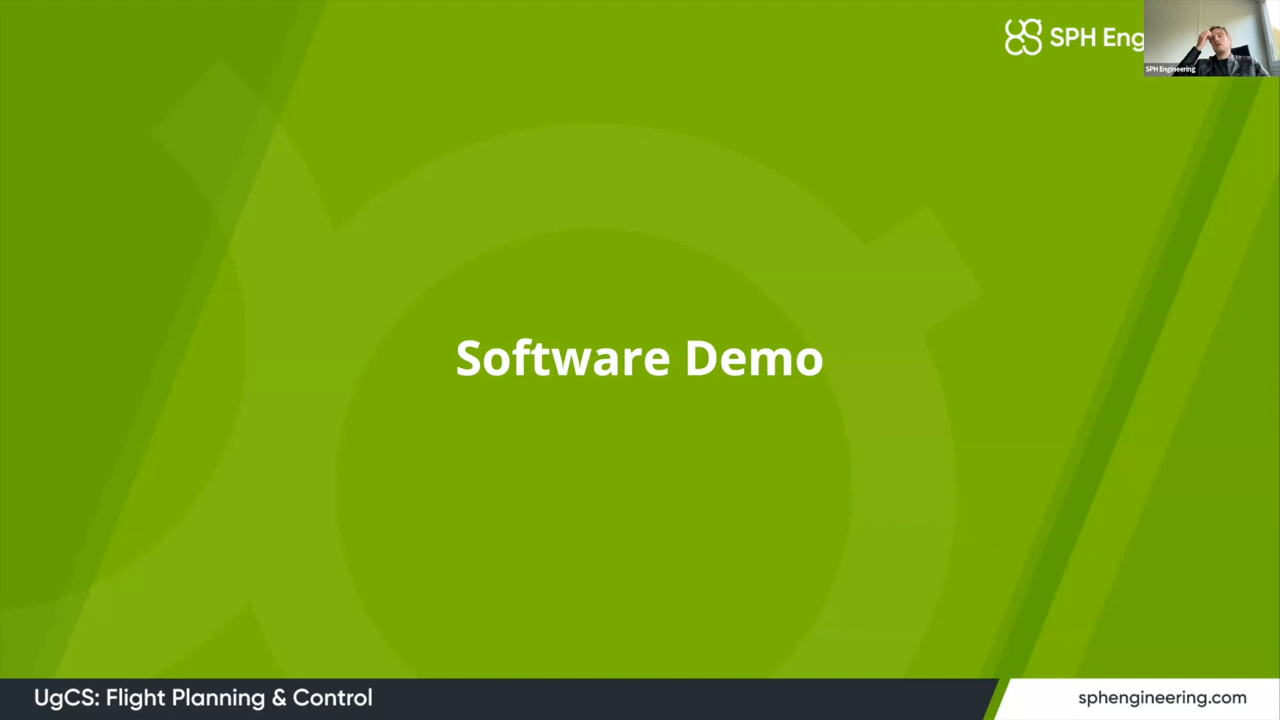 SPH Eng
SPH Engineering
Software Demo
UgCS: Flight Planning & Control
sphengineering.com